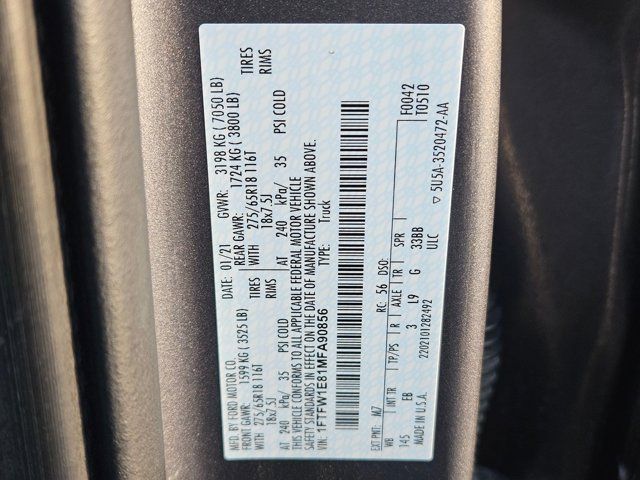 MFD. BY FORD MOTOR CO.
DATE: 01/21 GVWR: 3198 KG ( 7050 LB)
FRONT GAWR: 1599 KG ( 3525 LB) REAR GAWR: 1724 KG ( 3800 LB)
WITH 275/65R18 116T TIRES WITH 275/65R18 116T TIRES
18x7.5J RIMS 18x7.5J RIMS
AT 240 kPa/ 35 PSI COLD AT 240 kPa/ 35 PSI COLD
THIS VEHICLE CONFORMS TO ALL APPLICABLE FEDERAL MOTOR VEHICLE
SAFETY STANDARDS IN EFFECT ON THE DATE OF MANUFACTURE SHOWN ABOVE.
VIN: 1FTFW1E81MFA90856 TYPE: Truck
F0042
T0510
EXT PNT: M7 RC: 56 DSO:
WB INT TR TP/PS R AXLE TR SPR
145 EB 3 L9 G 33BB
ULC
▽ 5U5A-3520472-AA
MADE IN U.S.A. 2202101282492